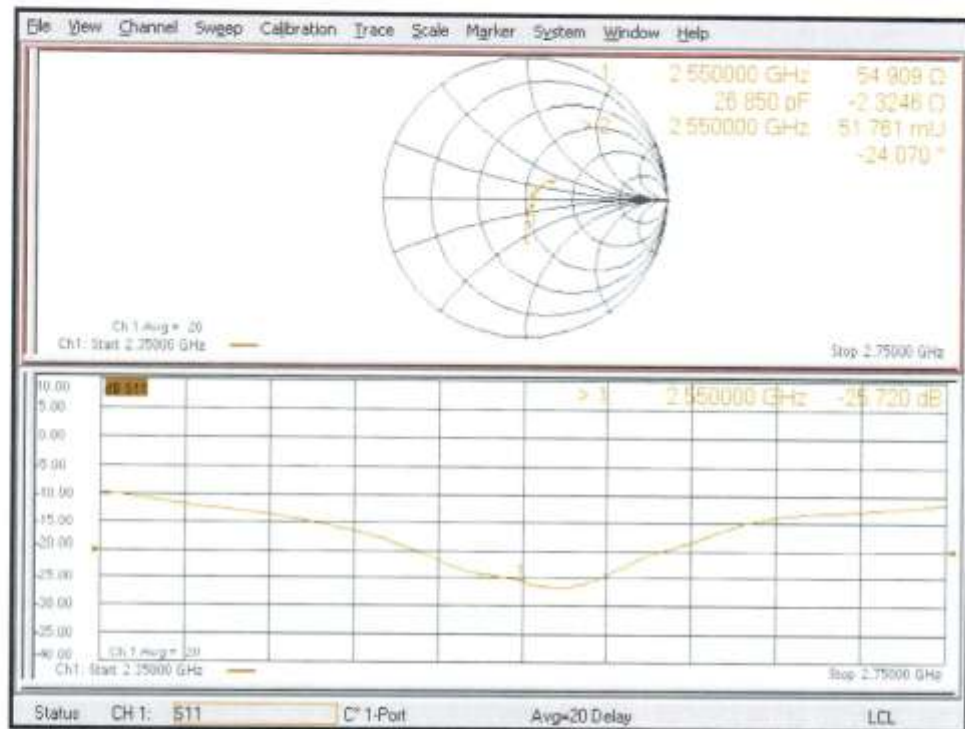 File View Channel Sweep Calibration Trace Scale Marker System Window Help
1: 2.550000 GHz 54.909 Ω
26.850 pF -2.3246 Ω
> 2: 2.550000 GHz 51.761 mU
-24.070 °
Ch 1 Avg = 20
Ch1: Start 2.35000 GHz
Stop 2.75000 GHz
10.00
dB S11
> 1: 2.550000 GHz -25.720 dB
5.00
0.00
-5.00
-10.00
-15.00
-20.00
-25.00
-30.00
-35.00
-40.00
Ch 1 Avg = 20
Ch1: Start 2.35000 GHz
Stop 2.75000 GHz
Status CH 1: S11 C* 1-Port Avg=20 Delay LCL